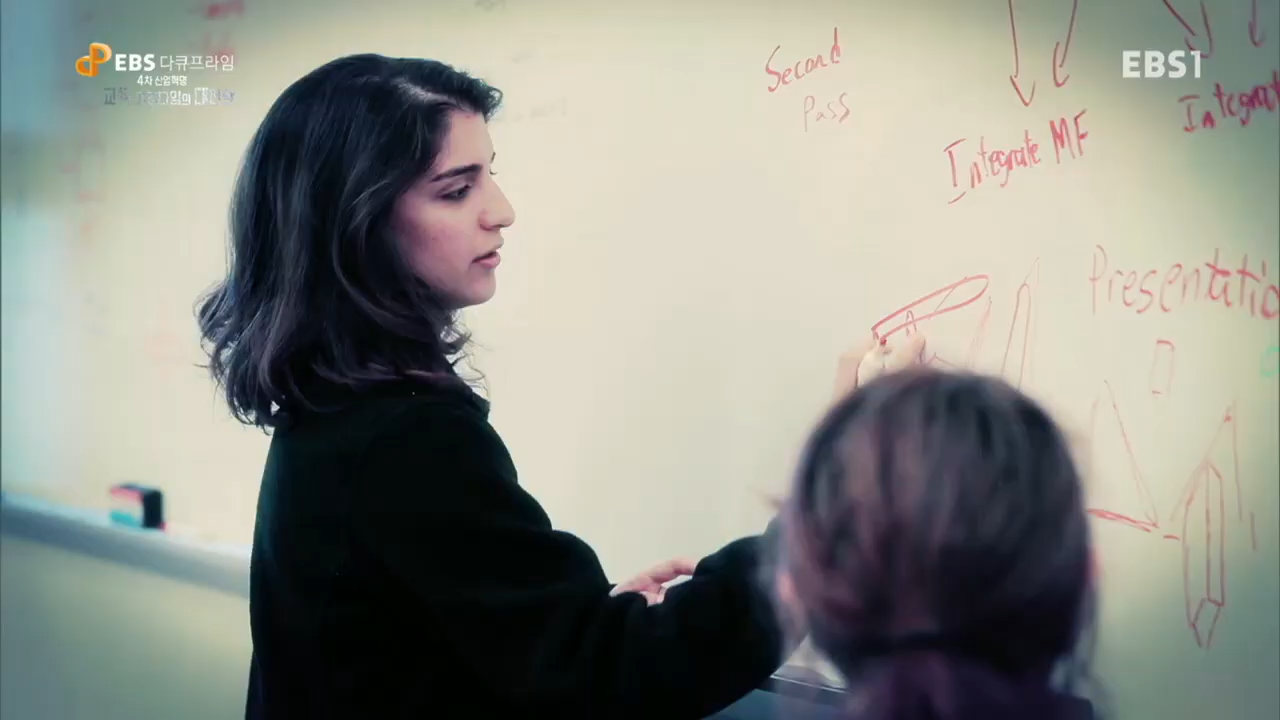 EBS 다큐프라임
4차 산업혁명
EBS1
Second
Pass
Integrate MF
Integrat
Presentatio